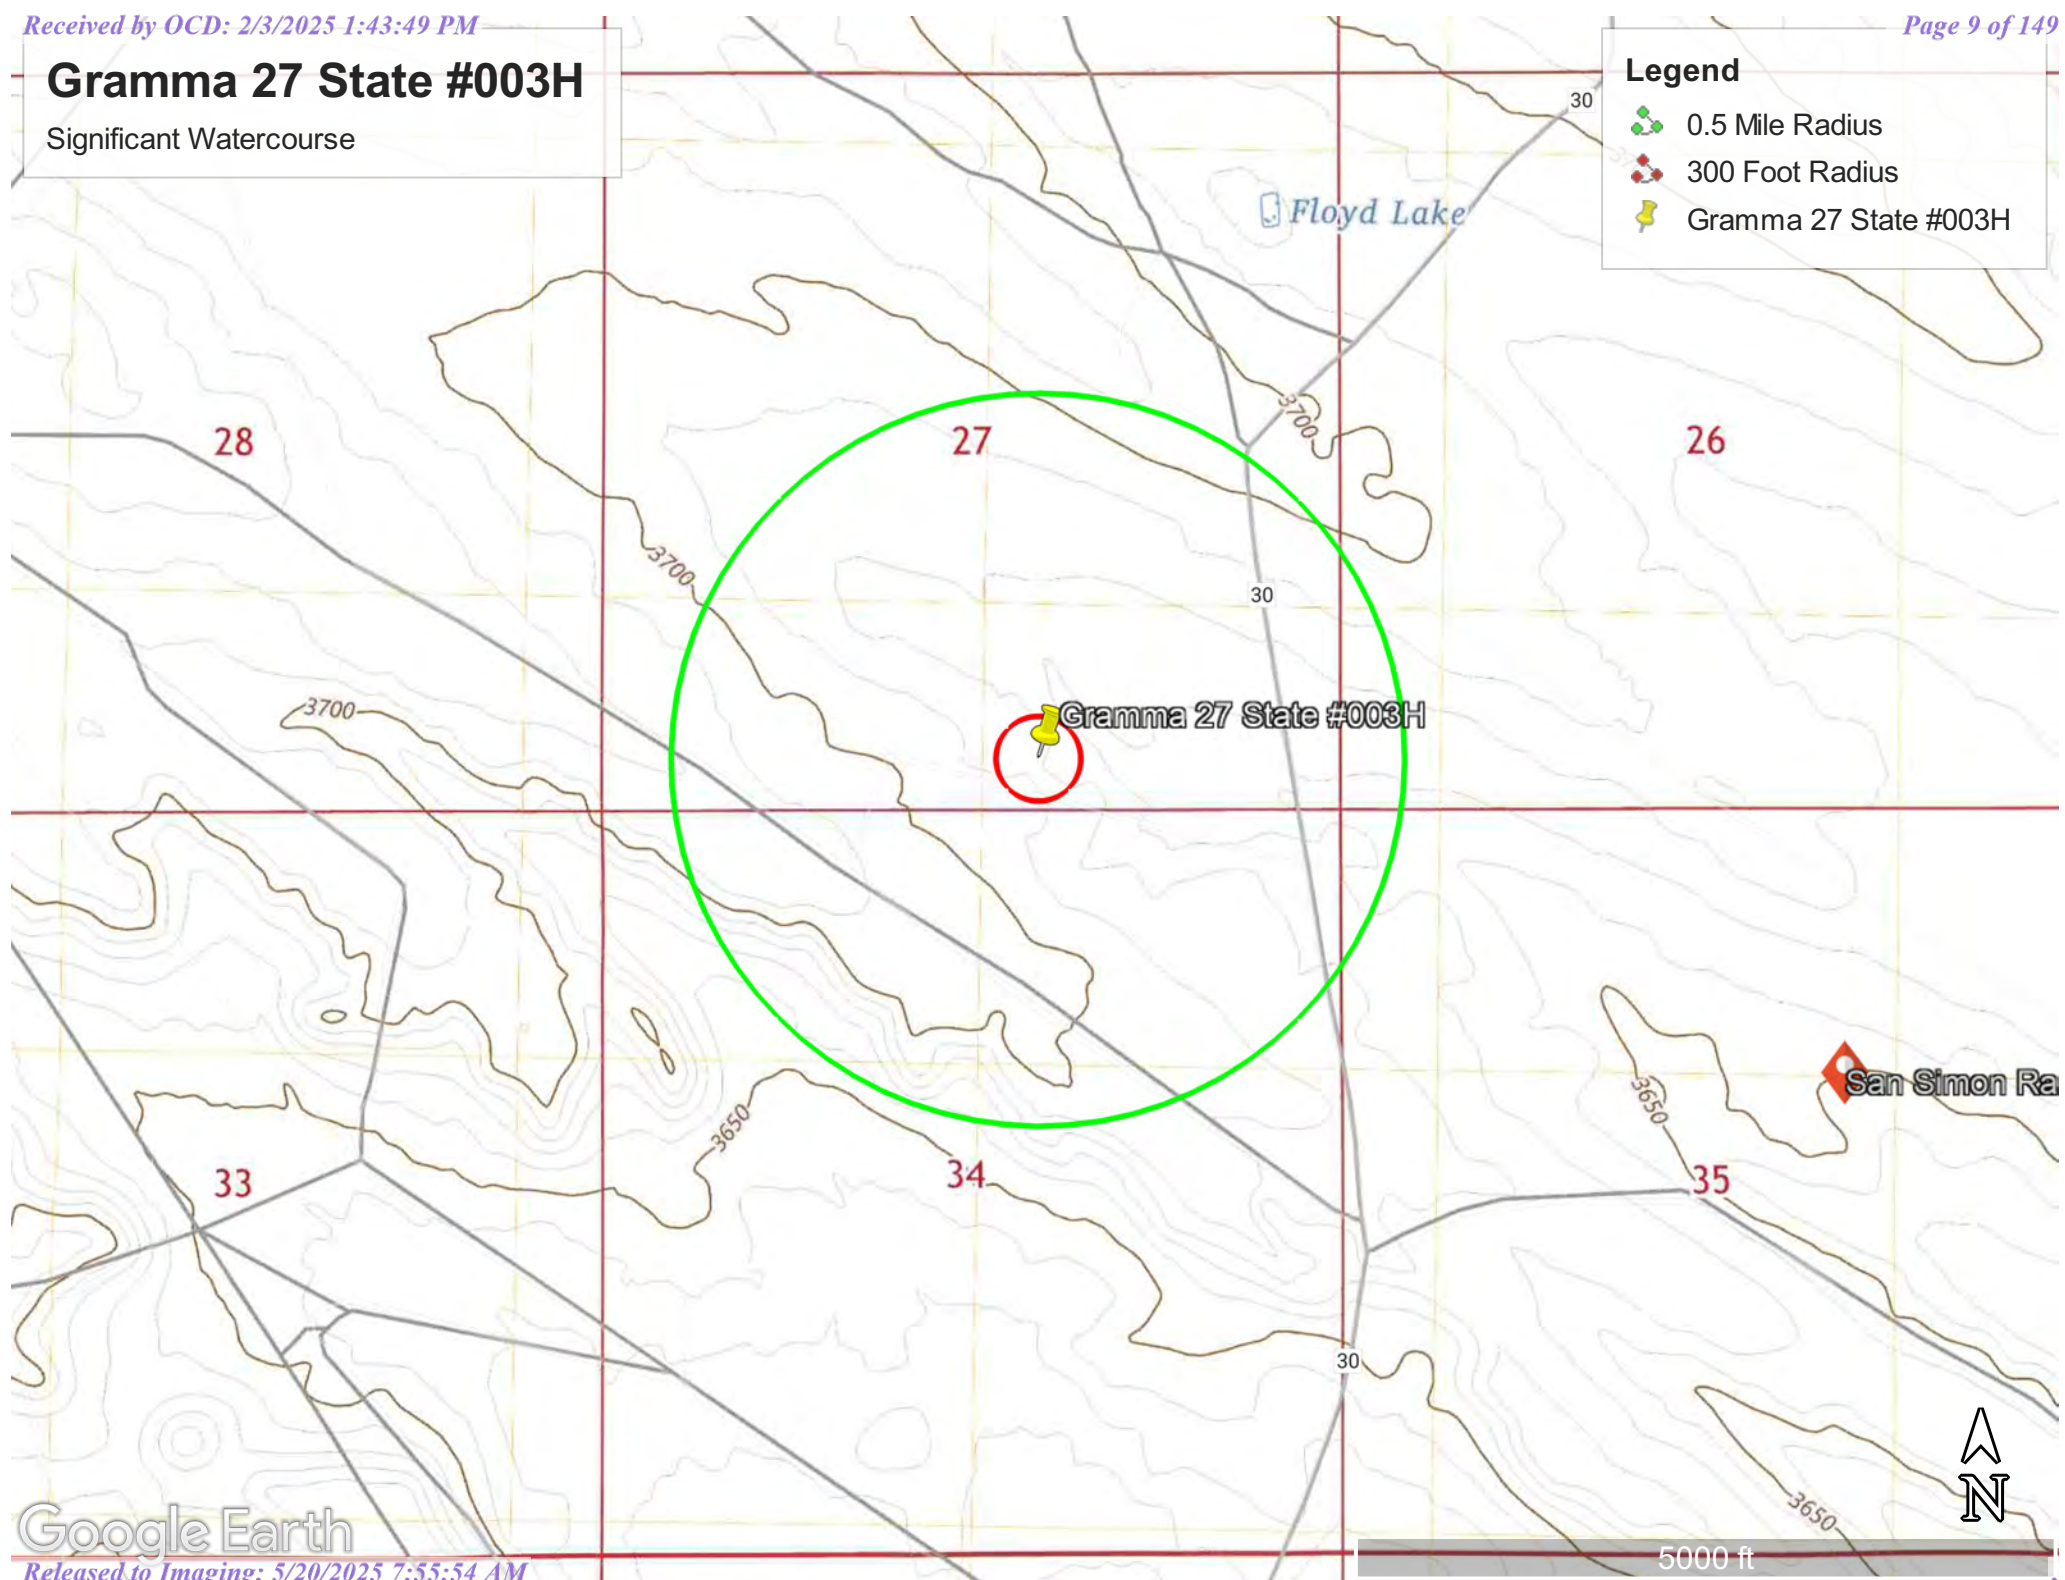 Received by OCD: 2/3/2025 1:43:49 PM
Page 9 of 149
Gramma 27 State #003H
Significant Watercourse
Legend
0.5 Mile Radius
300 Foot Radius
Gramma 27 State #003H
30
Floyd Lake
3700
28
27
26
3700
30
3700
Gramma 27 State #003H
San Simon Ra
3650
3650
33
34
35
30
3650
N
Google Earth
5000 ft
Released to Imaging: 5/20/2025 7:55:54 AM